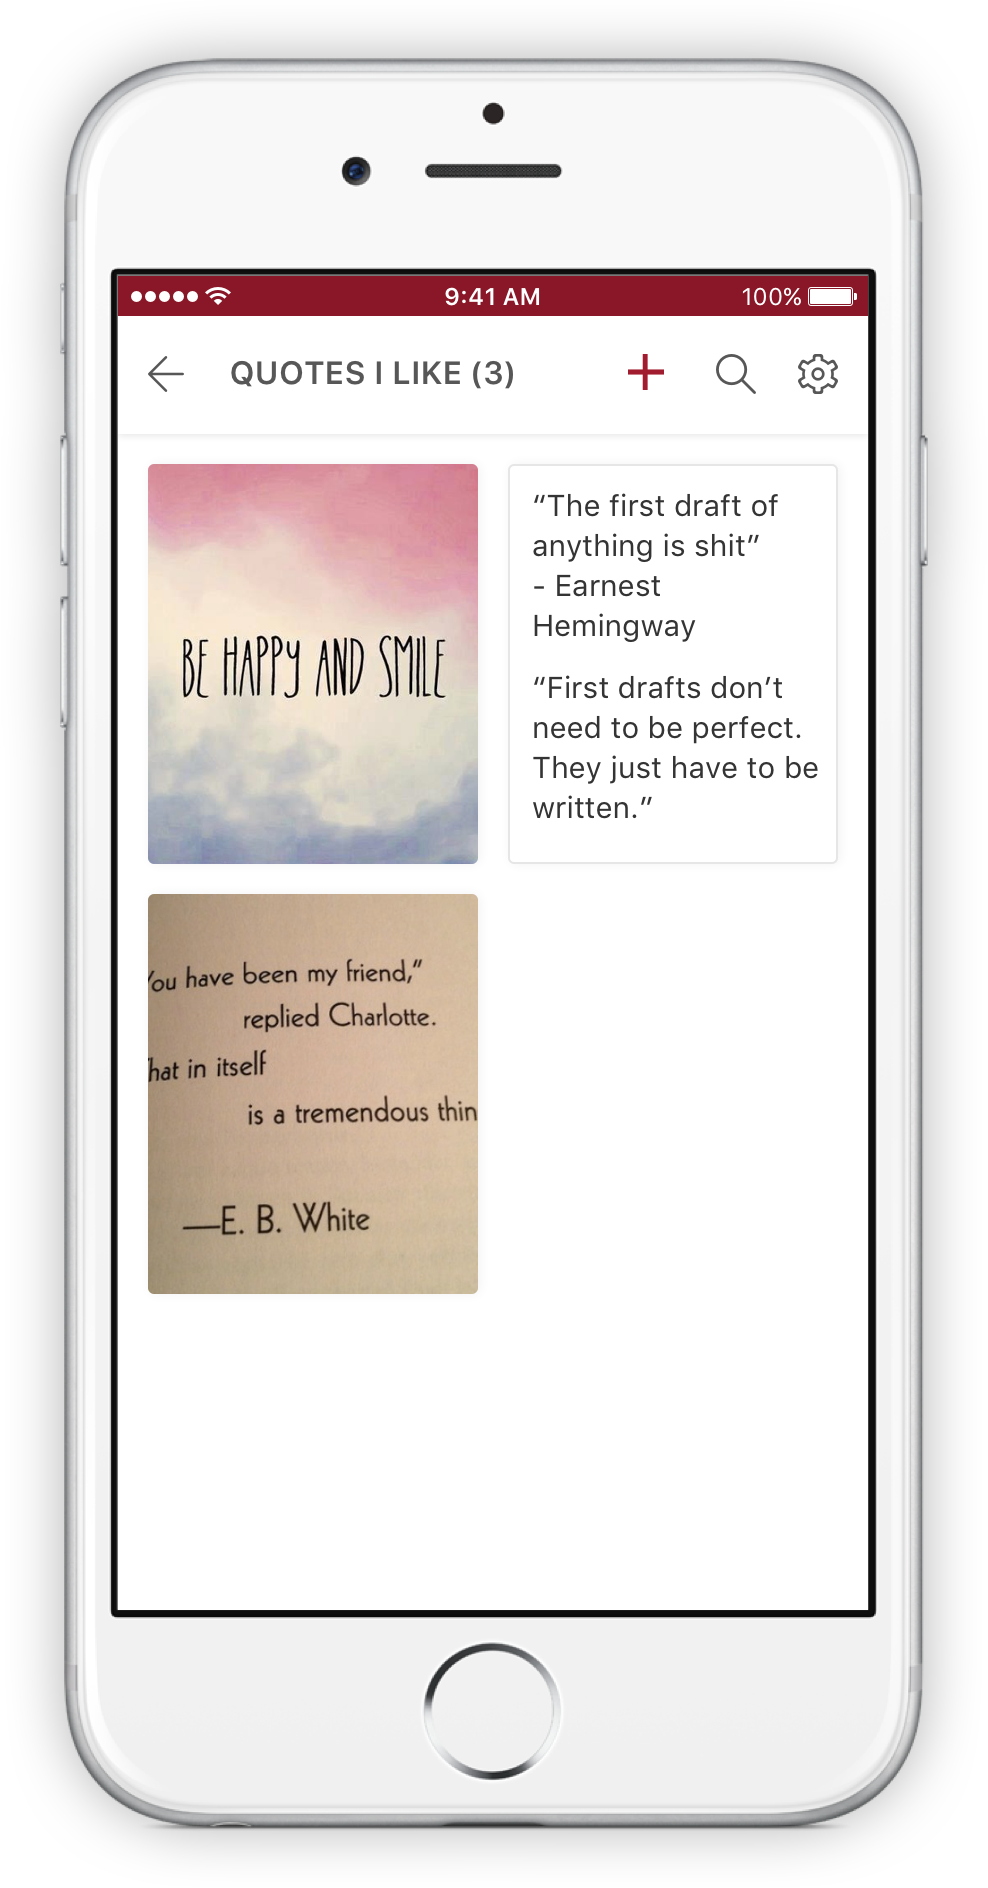 9:41 AM
100%
QUOTES I LIKE (3)
BE HAPPY AND SMILE
“The first draft of
anything is shit”
- Earnest
Hemingway
“First drafts don’t
need to be perfect.
They just have to be
written.”
You have been my friend,”
replied Charlotte.
hat in itself
is a tremendous thin
—E. B. White